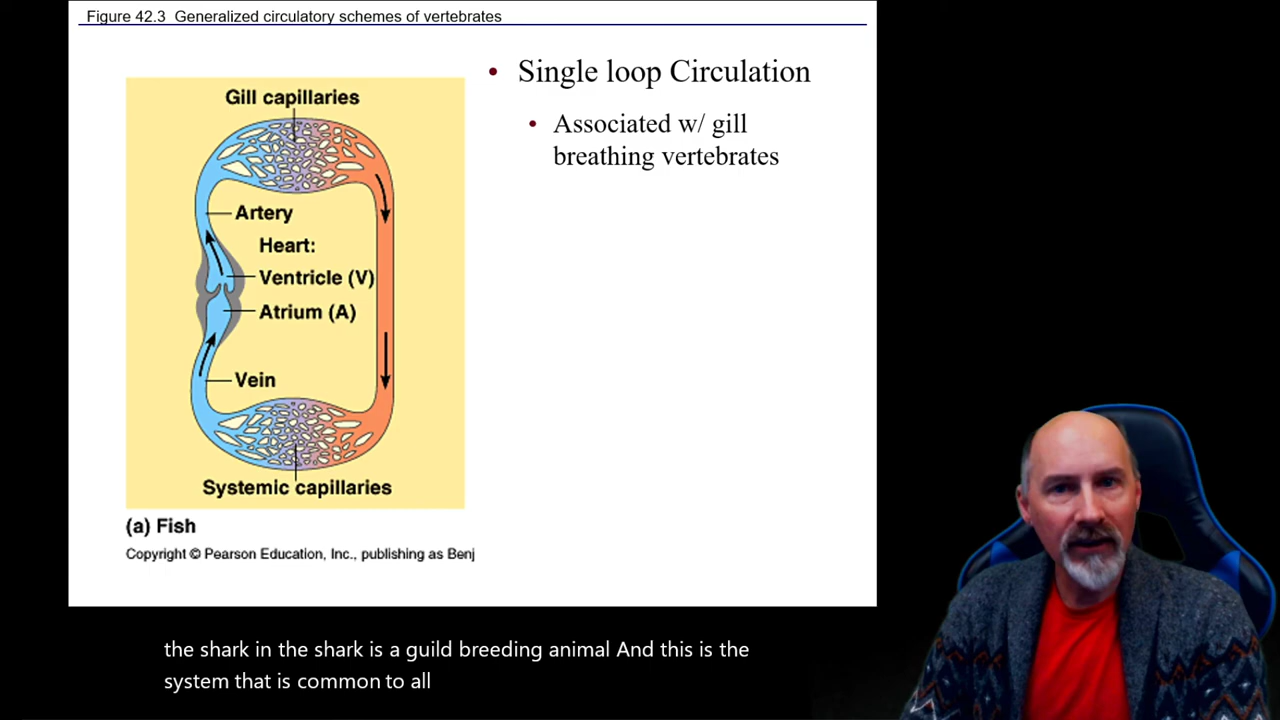 Figure 42.3 Generalized circulatory schemes of vertebrates
• Single loop Circulation
• Associated w/ gill
breathing vertebrates
Gill capillaries
Artery
Heart:
Ventricle (V)
Atrium (A)
Vein
Systemic capillaries
(a) Fish
Copyright © Pearson Education, Inc., publishing as Benj
the shark in the shark is a guild breeding animal And this is the
system that is common to all